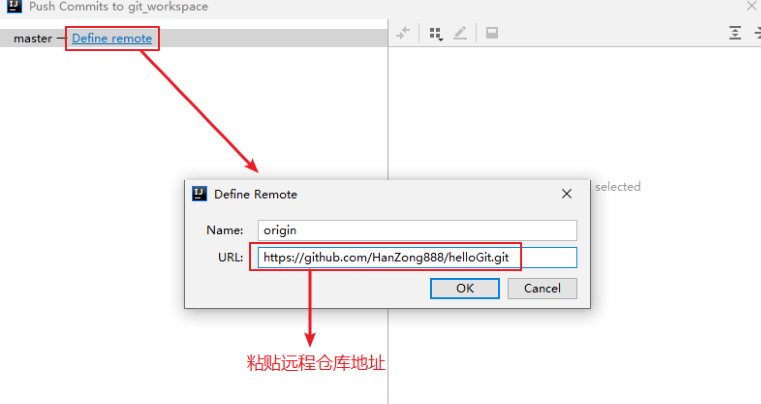 Push Commits to git_workspace
master — Define remote
selected
Define Remote
Name: origin
URL: https://github.com/HanZong888/helloGit.git
OK Cancel
粘贴远程仓库地址